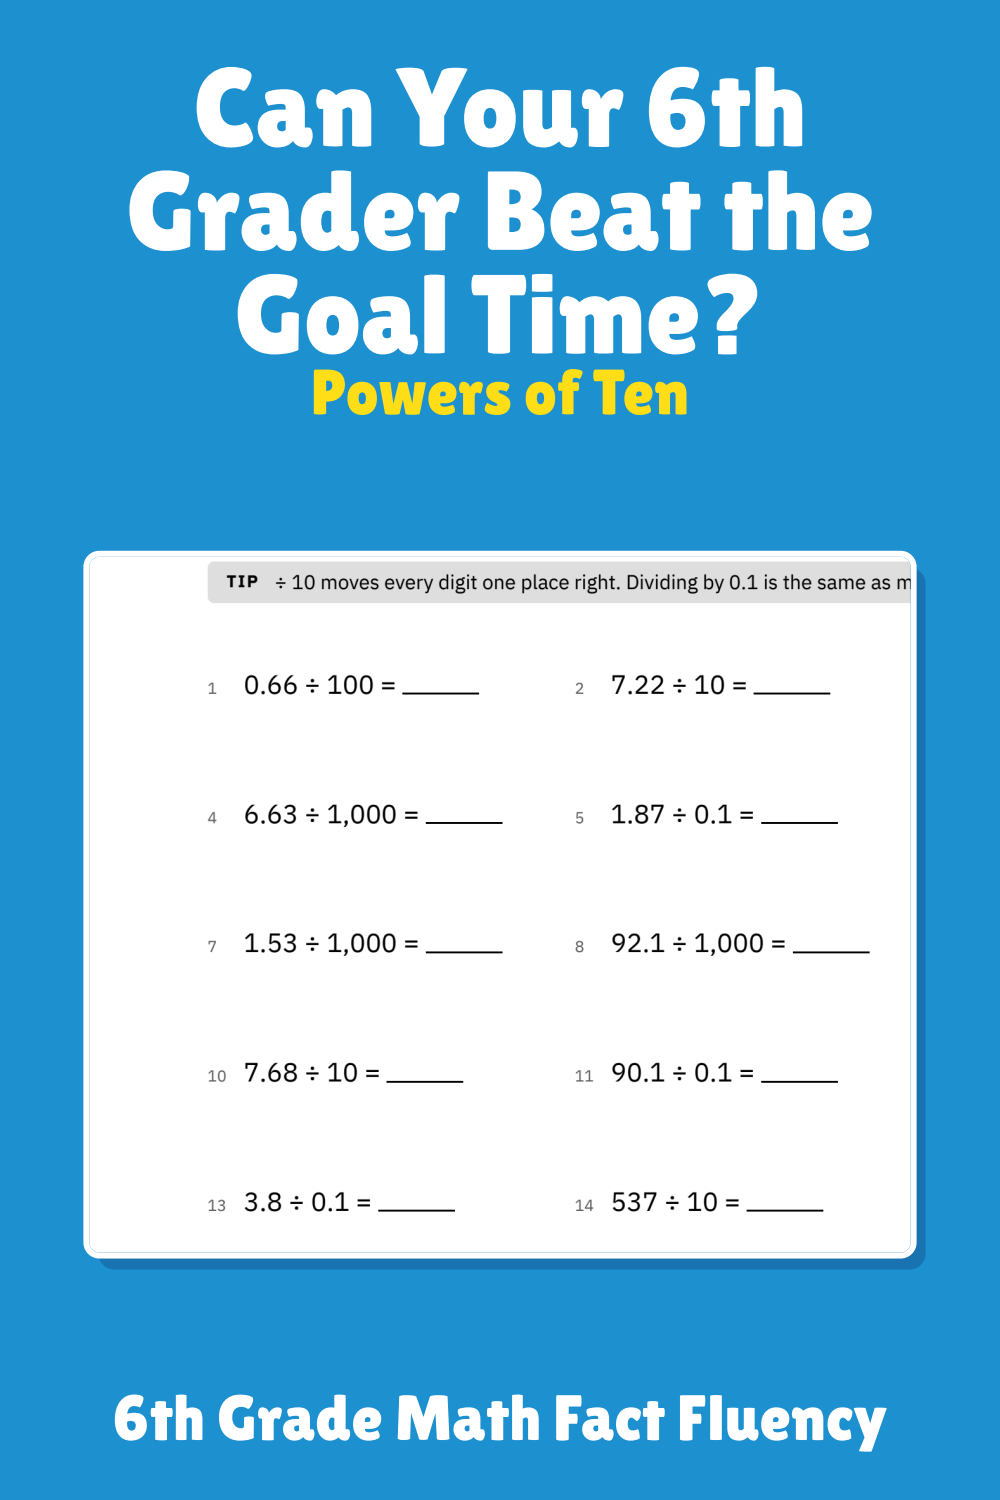 Can Your 6th
Grader Beat the
Goal Time?
Powers of Ten
TIP ÷ 10 moves every digit one place right. Dividing by 0.1 is the same as
1 0.66 ÷ 100 = ______
2 7.22 ÷ 10 = ______
4 6.63 ÷ 1,000 = ______
5 1.87 ÷ 0.1 = ______
7 1.53 ÷ 1,000 = ______
8 92.1 ÷ 1,000 = ______
10 7.68 ÷ 10 = ______
11 90.1 ÷ 0.1 = ______
13 3.8 ÷ 0.1 = ______
14 537 ÷ 10 = ______
6th Grade Math Fact Fluency